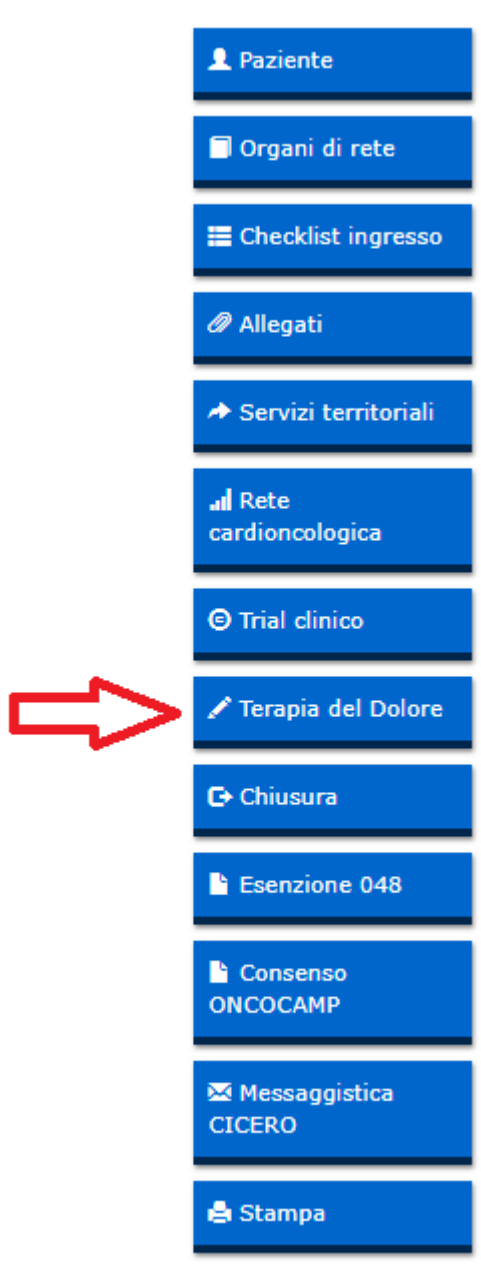 Paziente
Organi di rete
Checklist ingresso
Allegati
Servizi territoriali
Rete
cardioncologica
Trial clinico
Terapia del Dolore
Chiusura
Esenzione 048
Consenso
ONCOCAMP
Messaggistica
CICERO
Stampa